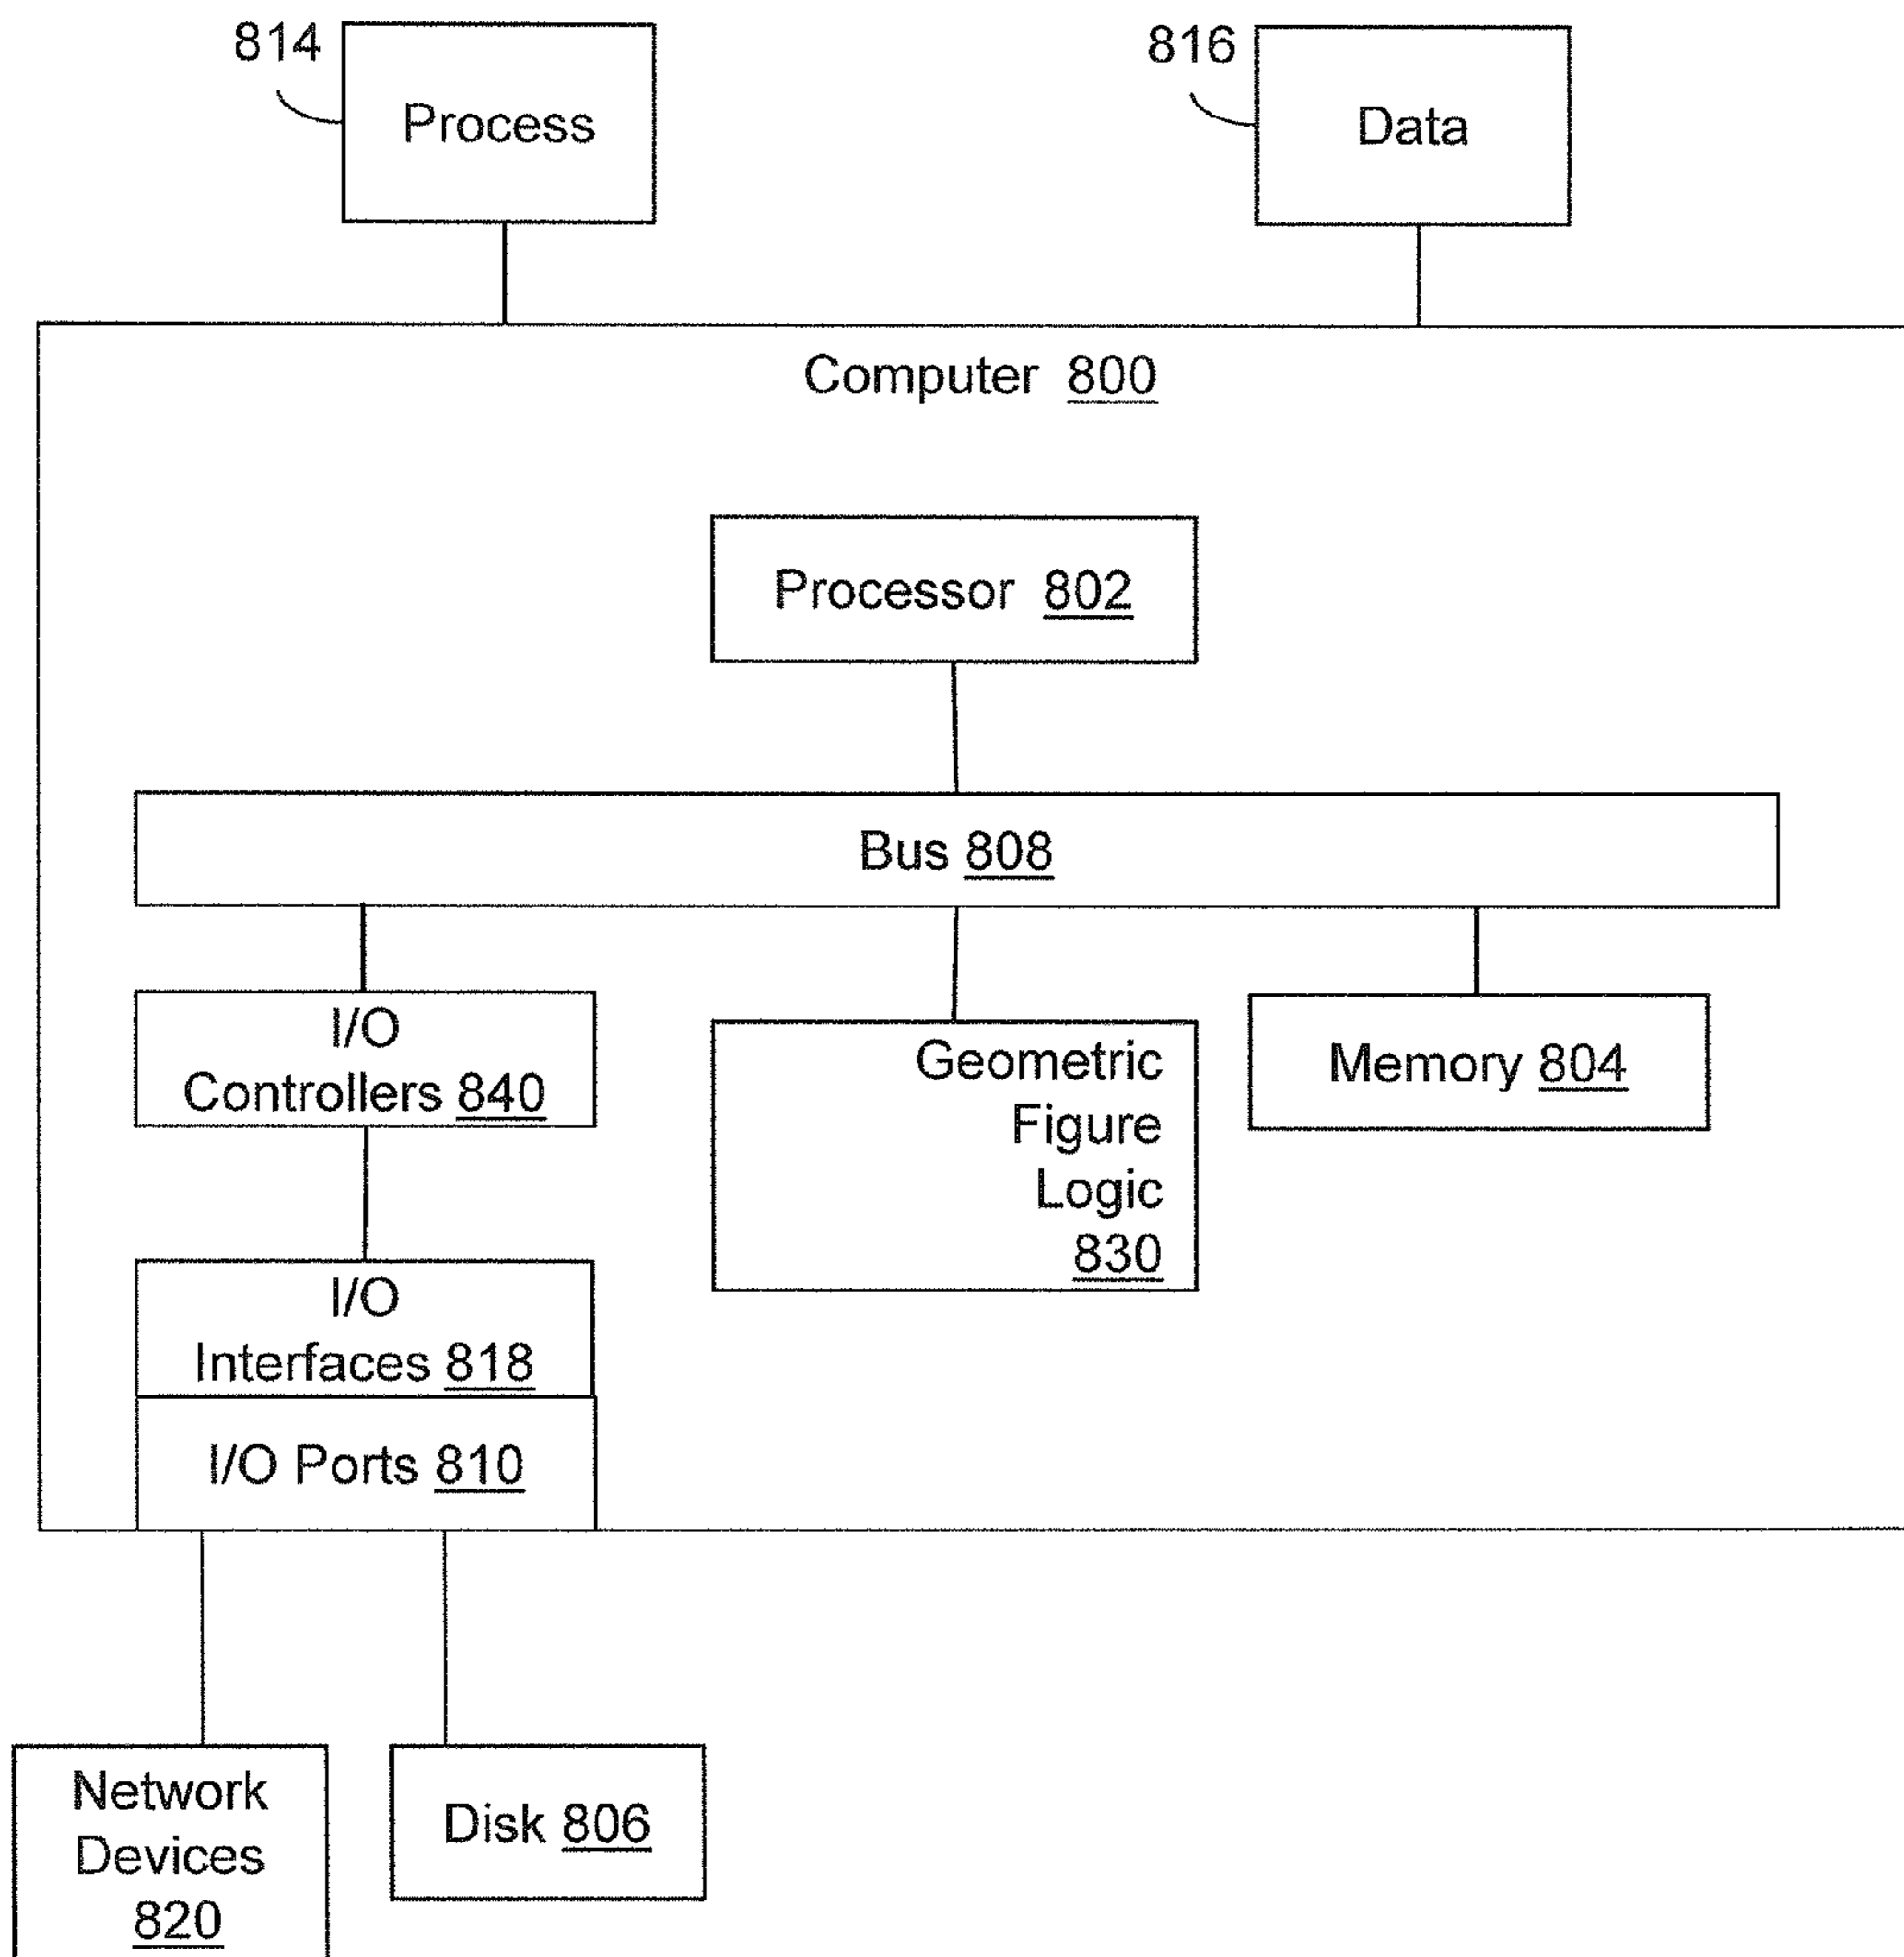 814
Process
816
Data
Computer 800
Processor 802
Bus 808
I/O
Controllers 840
Geometric
Figure
Logic
830
Memory 804
I/O
Interfaces 818
I/O Ports 810
Network
Devices
820
Disk 806